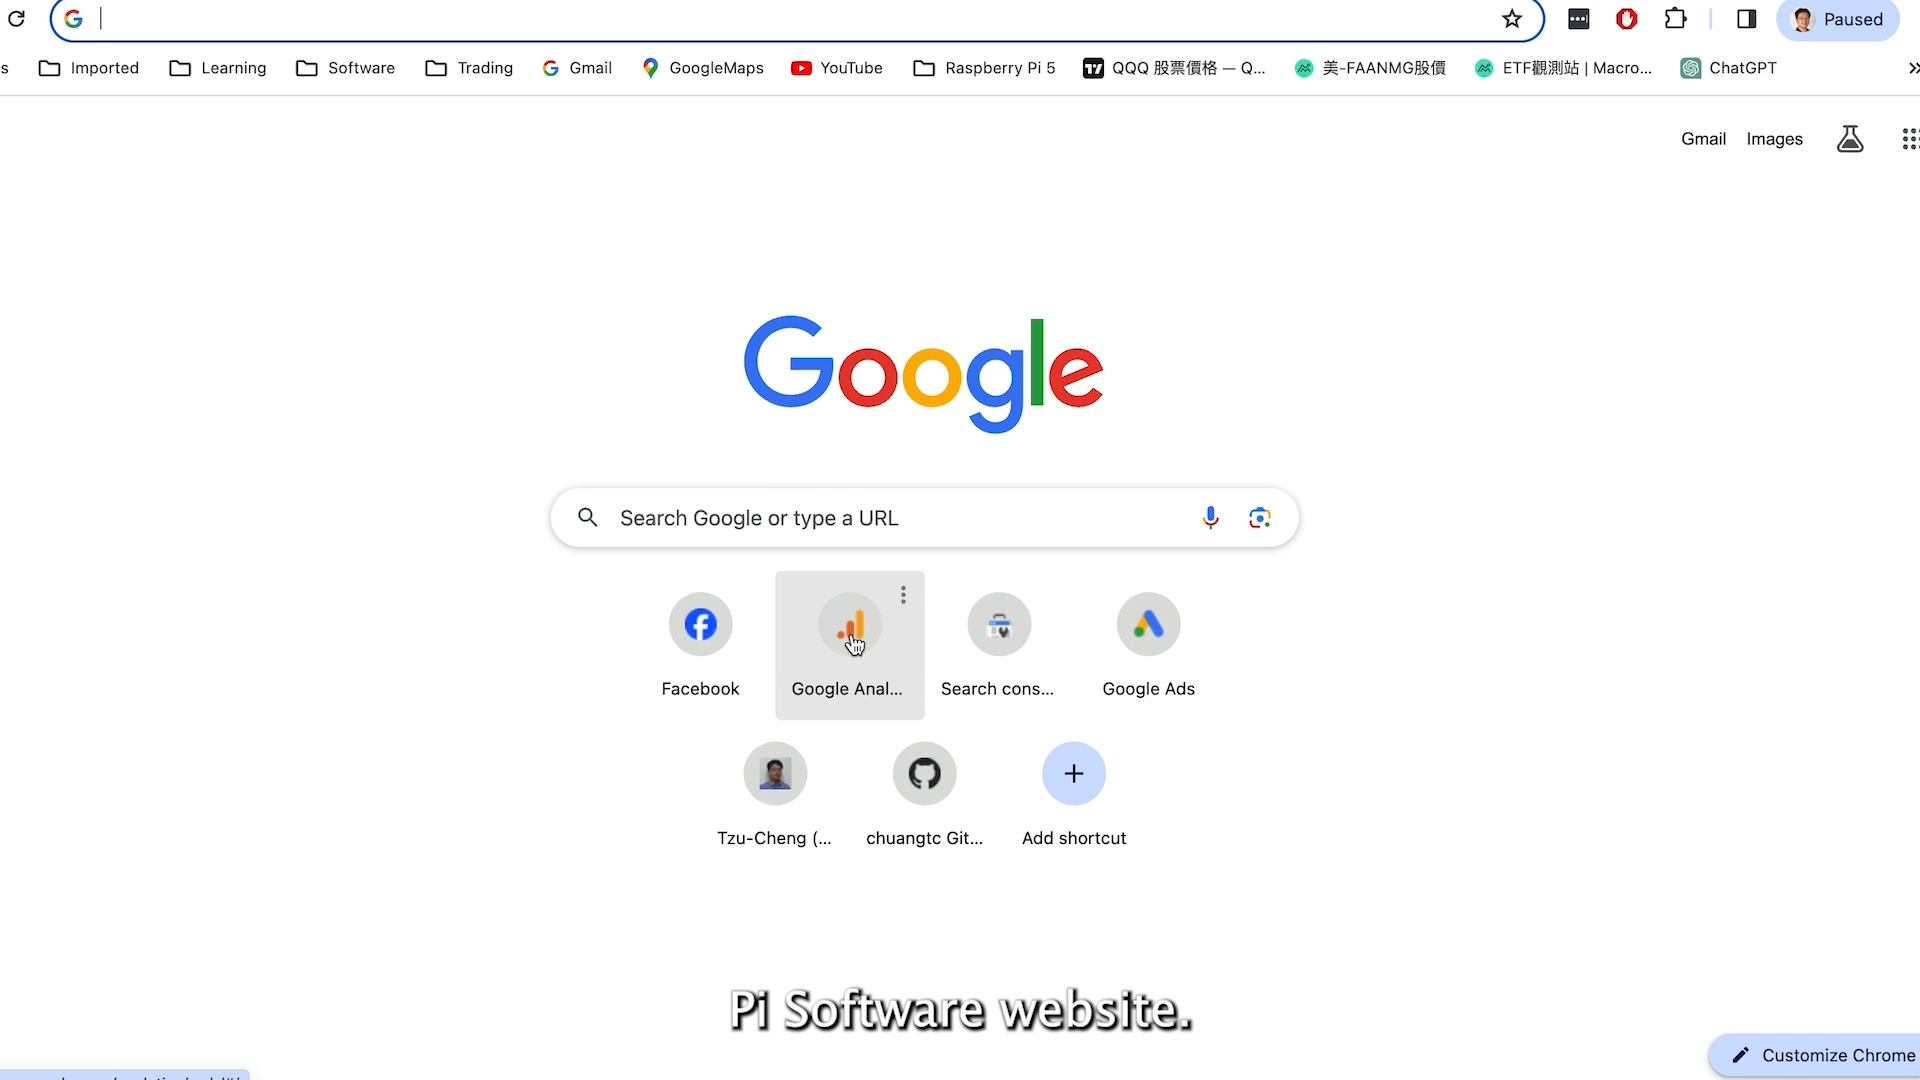 Paused
s Imported Learning Software Trading Gmail GoogleMaps YouTube Raspberry Pi 5 QQQ 股票價格 — Q... 美-FAANMG股價 ETF觀測站 | Macro... ChatGPT
Gmail Images
Google
Search Google or type a URL
Facebook Google Anal... Search cons... Google Ads
Tzu-Cheng (... chuangtc Git... Add shortcut
Pi Software website.
Customize Chrome